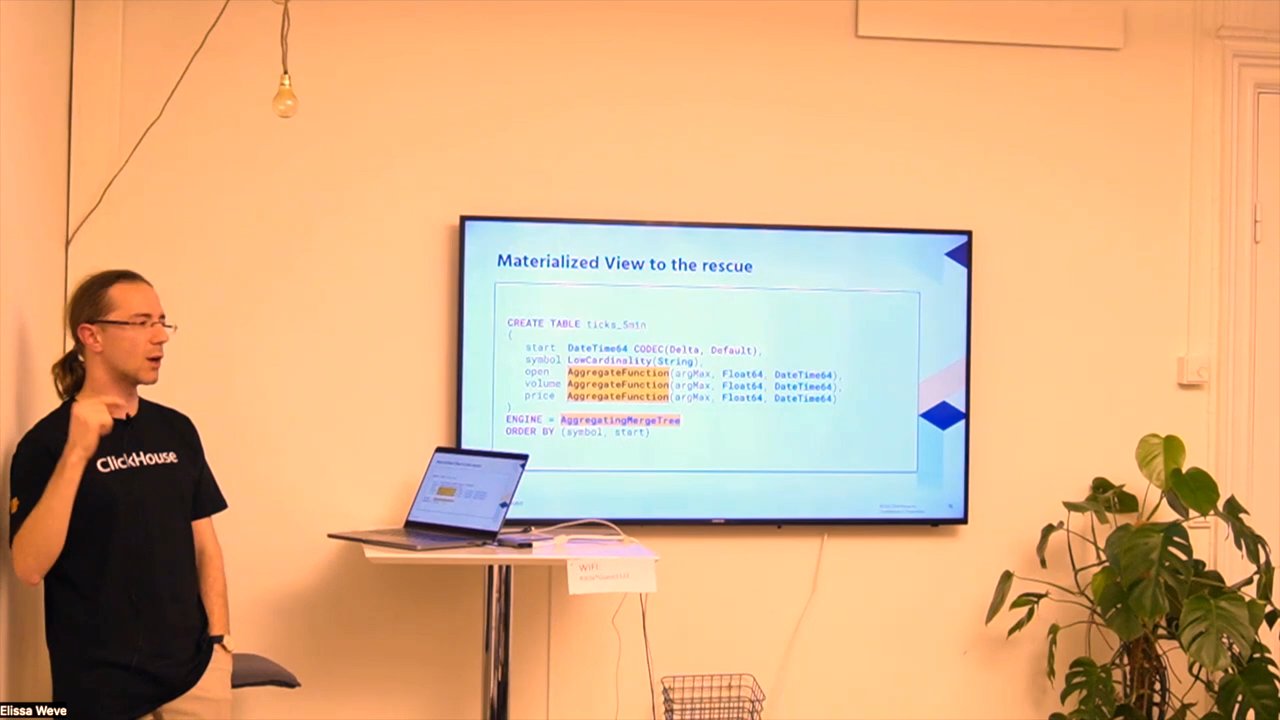 Materialized View to the rescue
CREATE TABLE ticks_5min
(
start DateTime64 CODEC(Delta, Default),
symbol LowCardinality(String),
open AggregateFunction(argMax, Float64, DateTime64),
volume AggregateFunction(argMax, Float64, DateTime64),
price AggregateFunction(argMax, Float64, DateTime64)
)
ENGINE = AggregatingMergeTree
ORDER BY (symbol, start)
ClickHouse
WIFI:
Elissa Weve